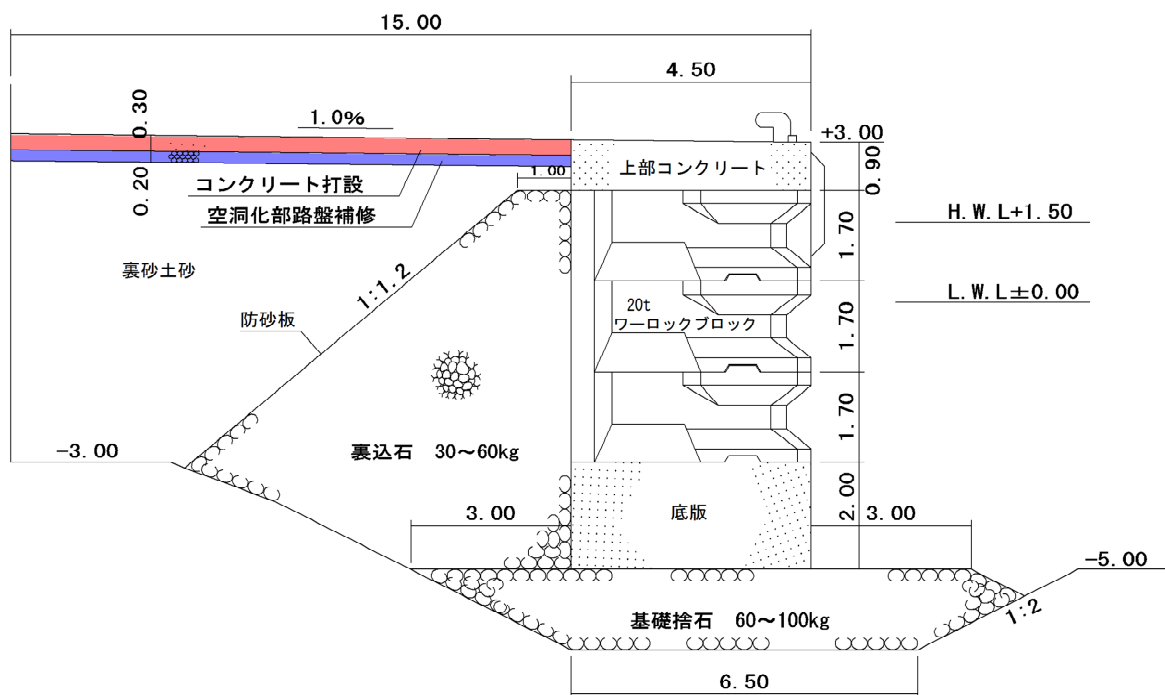 15.00
4.50
0.30
1.0%
+3.00
上部コンクリート
0.90
1.00
コンクリート打設
0.20
空洞化部路盤補修
H.W.L+1.50
1.70
裏砂土砂
1:1.2
L.W.L±0.00
20t
ワーロックブロック
防砂板
1.70
1.70
-3.00
裏込石 30～60kg
3.00
底版
2.00
3.00
-5.00
基礎捨石 60～100kg
1:2
6.50